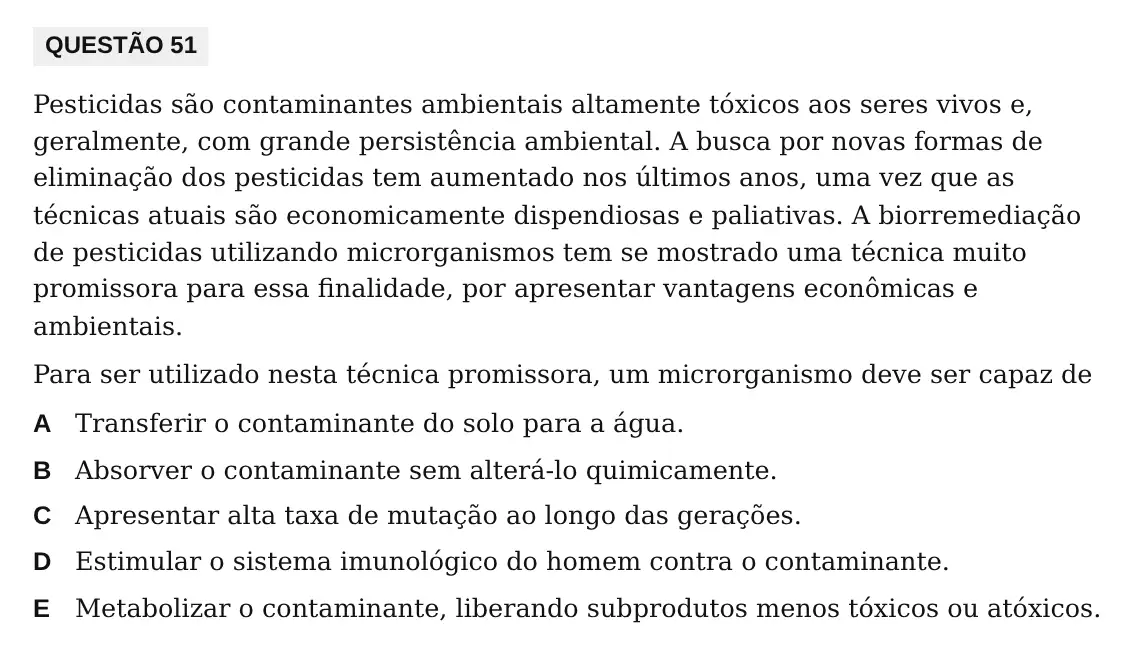 QUESTÃO 51
Pesticidas são contaminantes ambientais altamente tóxicos aos seres vivos e,
geralmente, com grande persistência ambiental. A busca por novas formas de
eliminação dos pesticidas tem aumentado nos últimos anos, uma vez que as
técnicas atuais são economicamente dispendiosas e paliativas. A biorremediação
de pesticidas utilizando microrganismos tem se mostrado uma técnica muito
promissora para essa finalidade, por apresentar vantagens econômicas e
ambientais.
Para ser utilizado nesta técnica promissora, um microrganismo deve ser capaz de
A Transferir o contaminante do solo para a água.
B Absorver o contaminante sem alterá-lo quimicamente.
C Apresentar alta taxa de mutação ao longo das gerações.
D Estimular o sistema imunológico do homem contra o contaminante.
E Metabolizar o contaminante, liberando subprodutos menos tóxicos ou atóxicos.